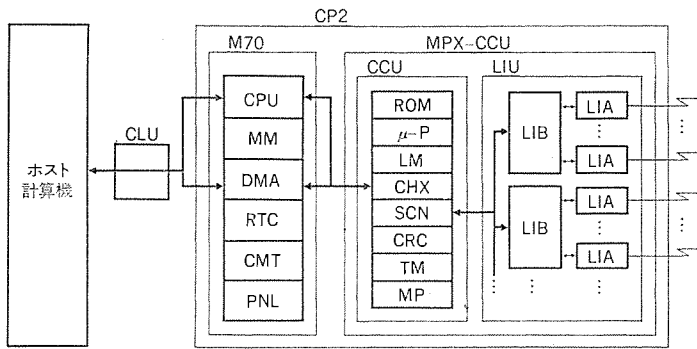 CP2
M70
MPX-CCU
CCU
LIU
CLU
ホスト
計算機
CPU
MM
DMA
RTC
CMT
PNL
ROM
μ-P
LM
CHX
SCN
CRC
TM
MP
LIB
LIA
LIA
LIB
LIA
LIA